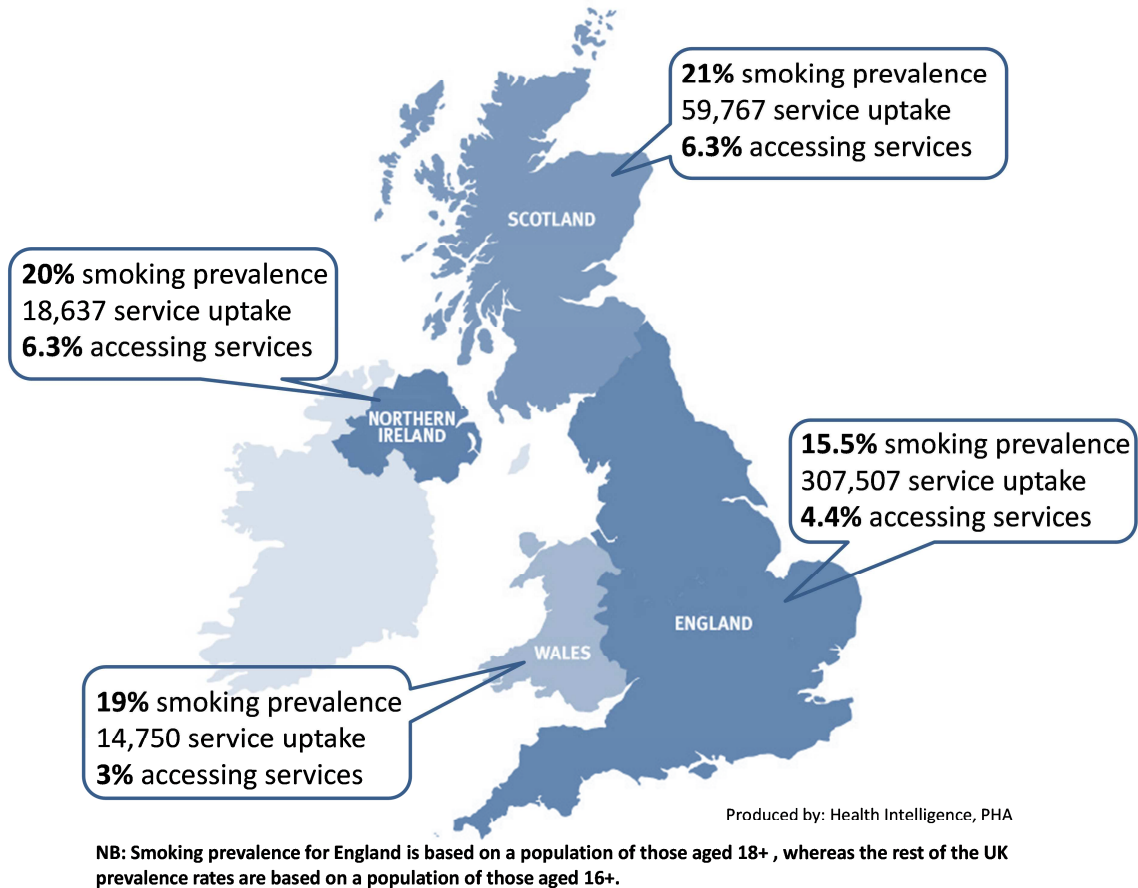 21% smoking prevalence
59,767 service uptake
6.3% accessing services
SCOTLAND
20% smoking prevalence
18,637 service uptake
6.3% accessing services
NORTHERN
IRELAND
15.5% smoking prevalence
307,507 service uptake
4.4% accessing services
ENGLAND
WALES
19% smoking prevalence
14,750 service uptake
3% accessing services
Produced by: Health Intelligence, PHA
NB: Smoking prevalence for England is based on a population of those aged 18+ , whereas the rest of the UK
prevalence rates are based on a population of those aged 16+.